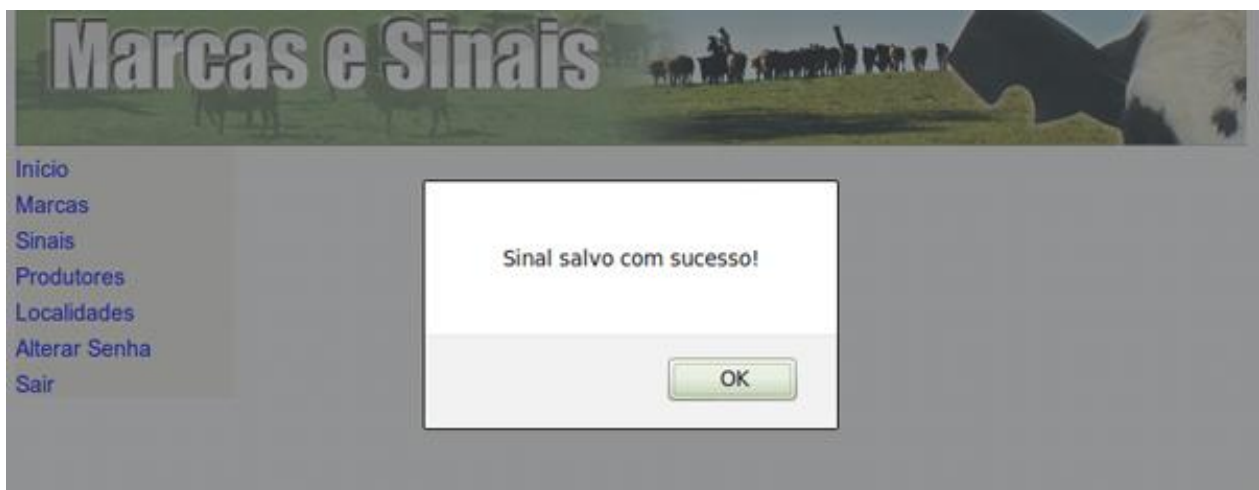 Marcas e Sinais
Início
Marcas
Sinais
Produtores
Localidades
Alterar Senha
Sair
Sinal salvo com sucesso!
OK